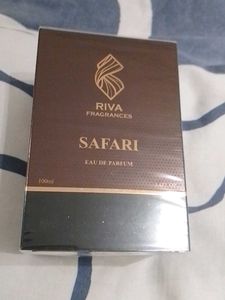 RIVA
FRAGRANCES
SAFARI
EAU DE PARFUM
100ml